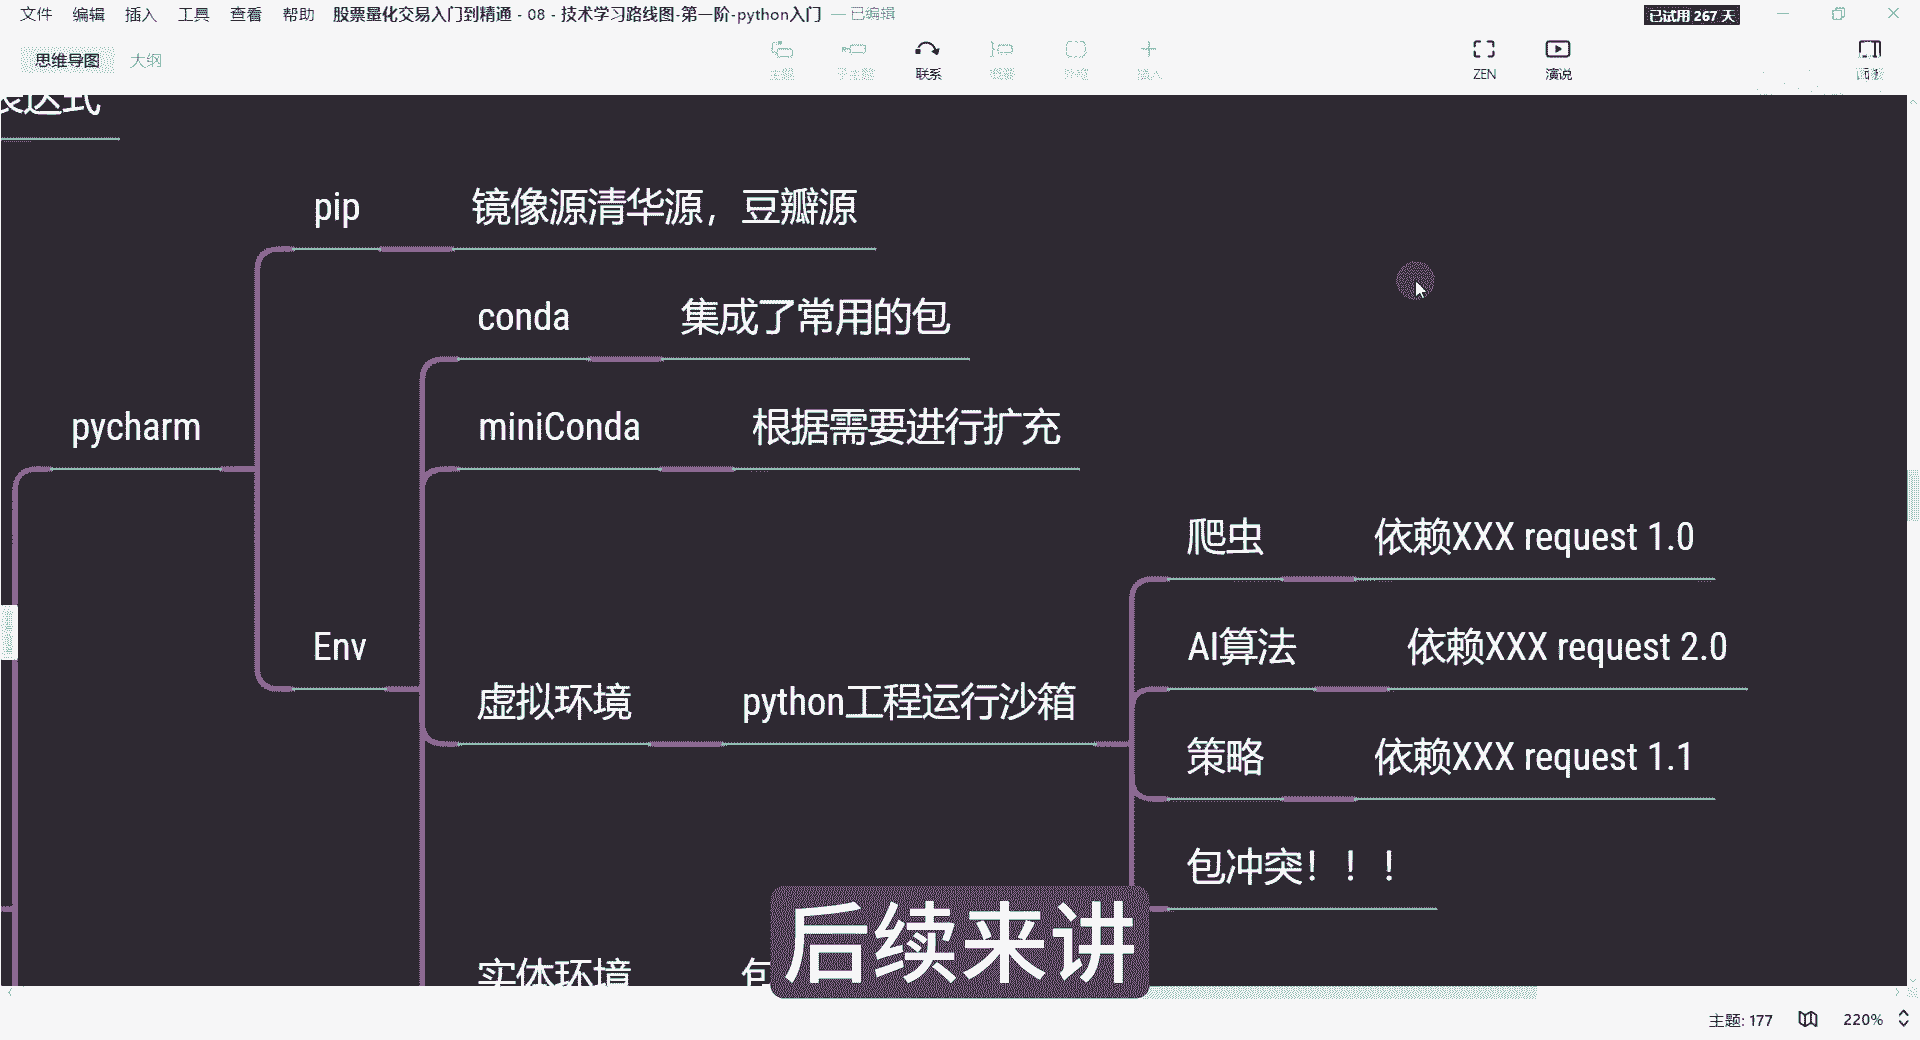 文件 编辑 插入 工具 查看 帮助 股票量化交易入门到精通 - 08 - 技术学习路线图-第一阶-python入门 — 已编辑 已试用 267 天
思维导图 大纲 主题 子主题 联系 概要 外框 插入 ZEN 演说 面板
表达式
pip 镜像源清华源，豆瓣源
conda 集成了常用的包
pycharm miniConda 根据需要进行扩充
爬虫 依赖XXX request 1.0
Env AI算法 依赖XXX request 2.0
虚拟环境 python工程运行沙箱
策略 依赖XXX request 1.1
包冲突！！！
后续来讲
实体环境 包
主题: 177 220%